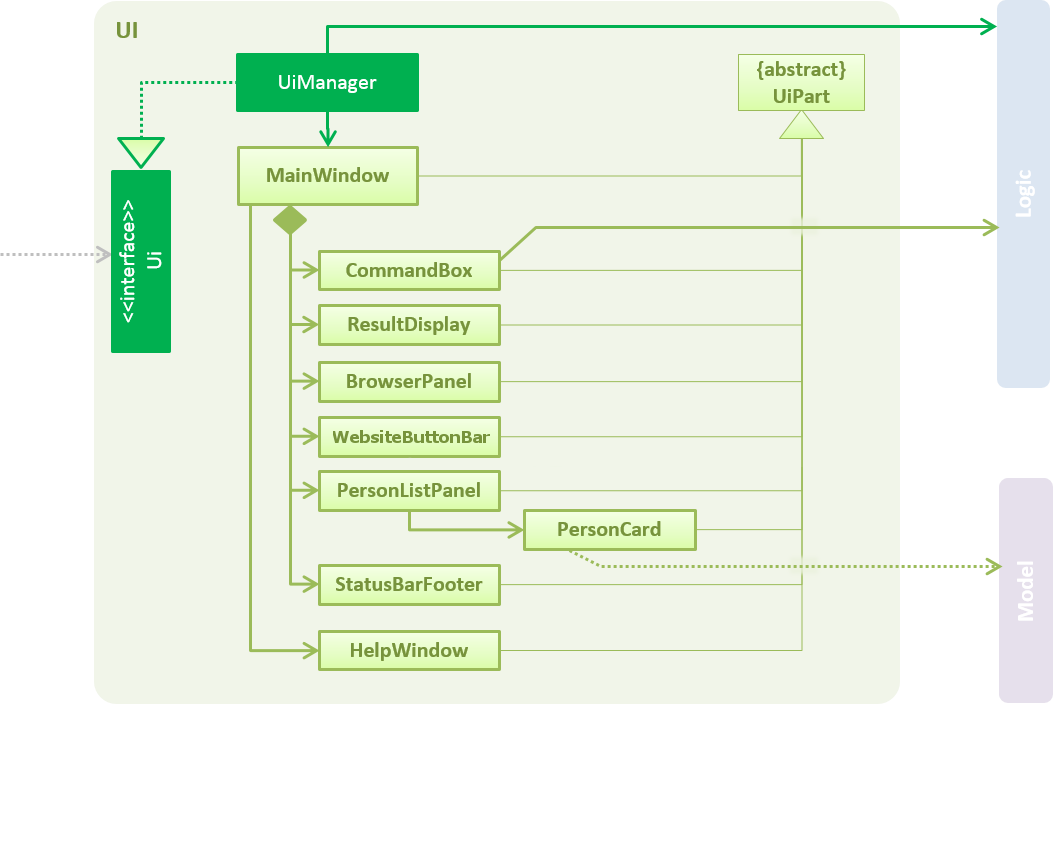 UI
UiManager
{abstract}
UiPart
MainWindow
<<interface>>
Ui
CommandBox
ResultDisplay
BrowserPanel
WebsiteButtonBar
PersonListPanel
PersonCard
StatusBarFooter
HelpWindow
Logic
Model